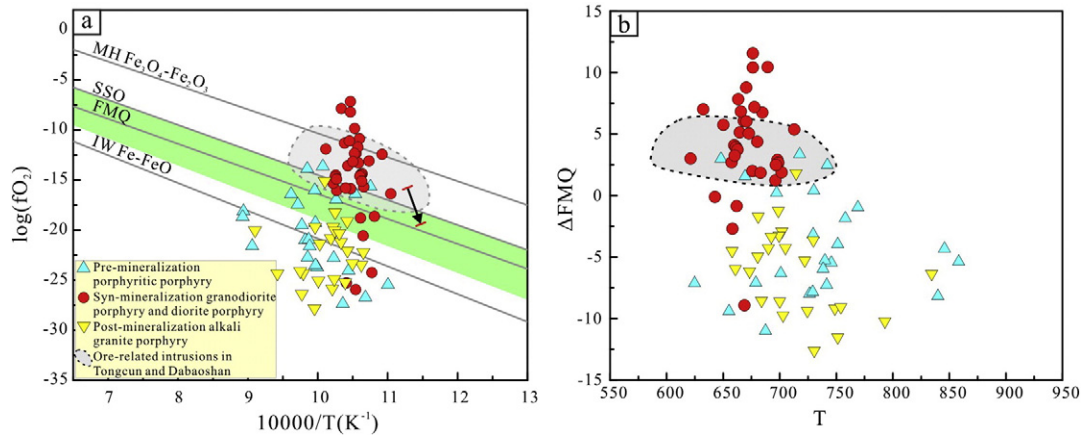 a
0
-5
-10
-15
-20
-25
-30
-35
log(fO₂)
MH Fe₃O₄-Fe₂O₃
SSO
FMQ
IW Fe-FeO
Pre-mineralization
porphyritic porphyry
Syn-mineralization granodiorite
porphyry and diorite porphyry
Post-mineralization alkali
granite porphyry
Ore-related intrusions in
Tongcun and Dabaoshan
7 8 9 10 11 12 13
10000/T(K⁻¹)
b
15
10
5
0
-5
-10
-15
ΔFMQ
550 600 650 700 750 800 850 900 950
T